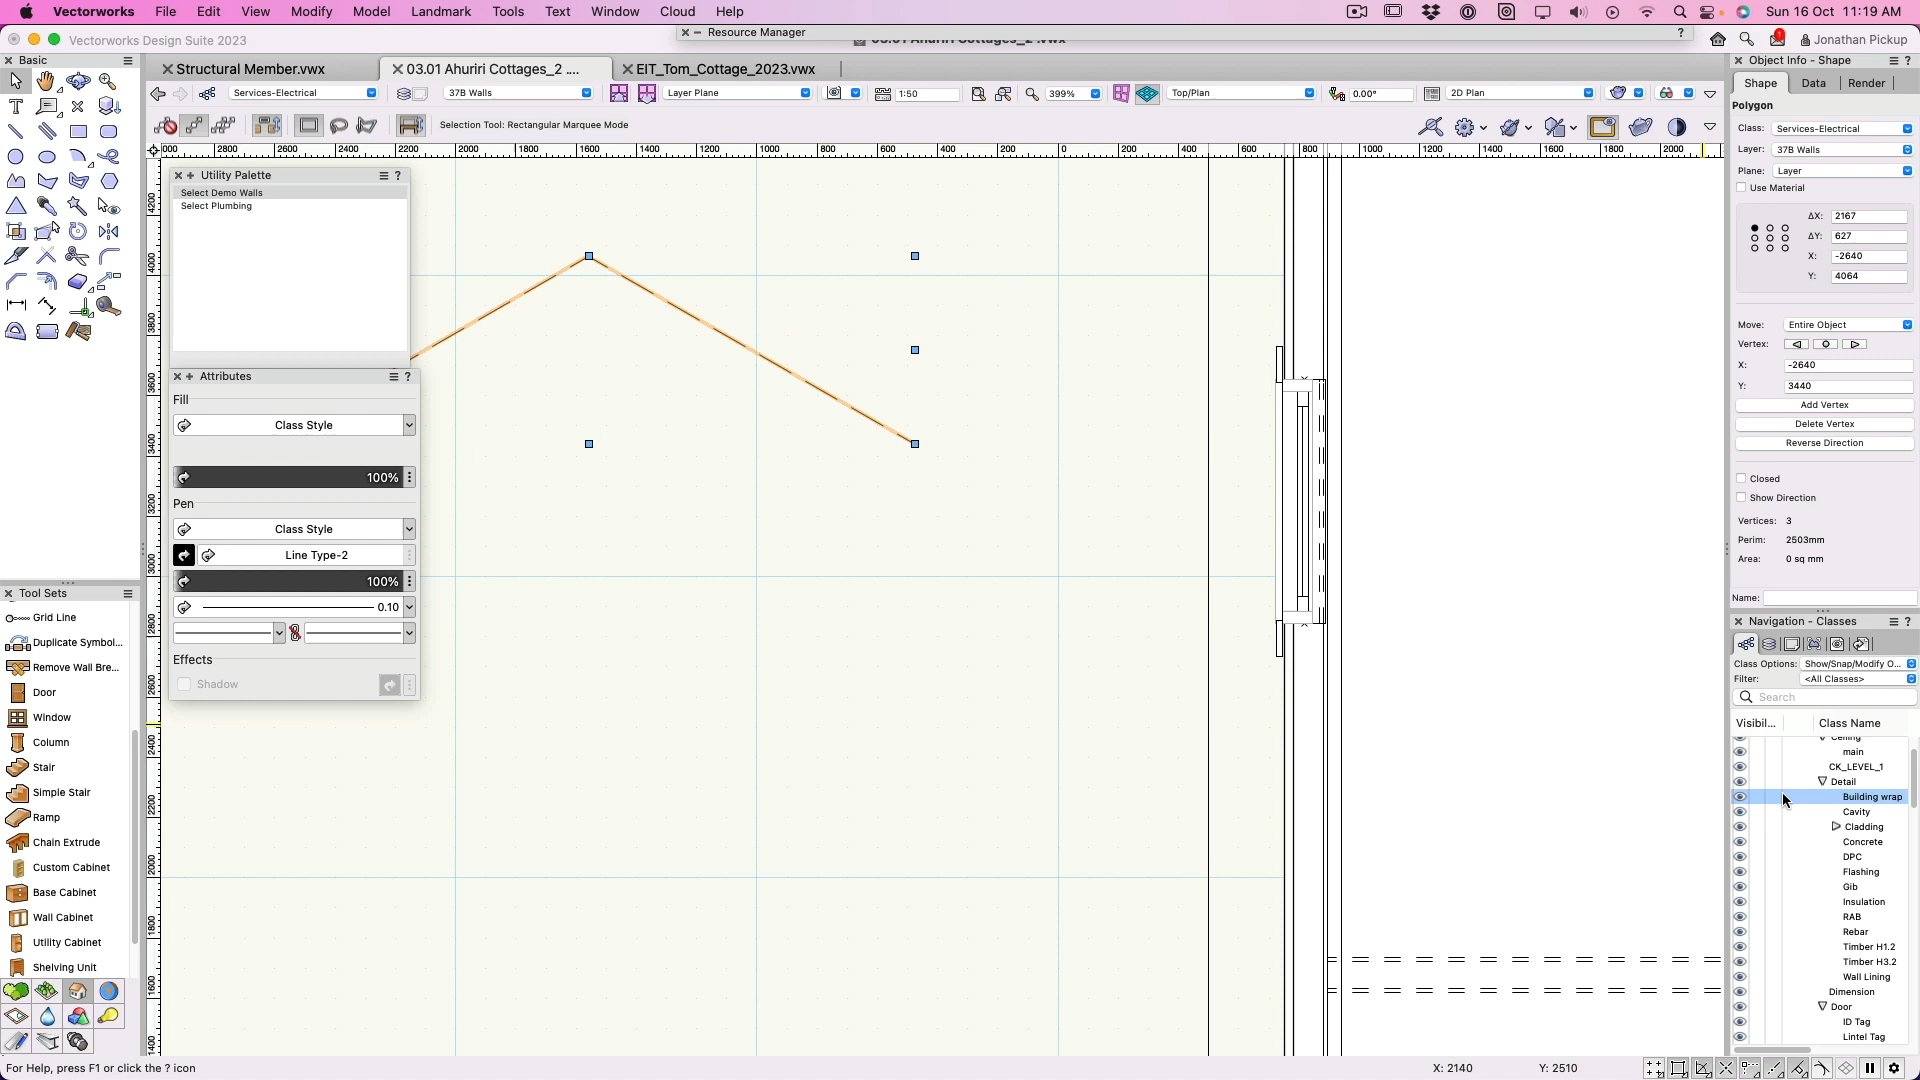 Vectorworks File Edit View Modify Model Landmark Tools Text Window Cloud Help Sun 16 Oct 11:19 AM
Vectorworks Design Suite 2023
Resource Manager ?
Jonathan Pickup
Basic
Structural Member.vwx
03.01 Ahuriri Cottages_2 ....
EIT_Tom_Cottage_2023.vwx
Services-Electrical
37B Walls
Layer Plane
1:50
399%
Top/Plan
0.00°
2D Plan
Selection Tool: Rectangular Marquee Mode
Utility Palette ?
Select Demo Walls
Select Plumbing
Attributes ?
Fill
Class Style
100%
Pen
Class Style
Line Type-2
100%
0.10
Effects
Shadow
Tool Sets
Grid Line
Duplicate Symbol...
Remove Wall Bre...
Door
Window
Column
Stair
Simple Stair
Ramp
Chain Extrude
Custom Cabinet
Base Cabinet
Wall Cabinet
Utility Cabinet
Shelving Unit
Object Info - Shape ?
Shape Data Render
Polygon
Class: Services-Electrical
Layer: 37B Walls
Plane: Layer
Use Material
ΔX: 2167
ΔY: 627
X: -2640
Y: 4064
Move: Entire Object
Vertex:
X: -2640
Y: 3440
Add Vertex
Delete Vertex
Reverse Direction
Closed
Show Direction
Vertices: 3
Perim: 2503mm
Area: 0 sq mm
Name:
Navigation - Classes ?
Class Options: Show/Snap/Modify O...
Filter: <All Classes>
Search
Visibil... Class Name
Ceiling
main
CK_LEVEL_1
Detail
Building wrap
Cavity
Cladding
Concrete
DPC
Flashing
Gib
Insulation
RAB
Rebar
Timber H1.2
Timber H3.2
Wall Lining
Dimension
Door
ID Tag
Lintel Tag
For Help, press F1 or click the ? icon
X: 2140 Y: 2510